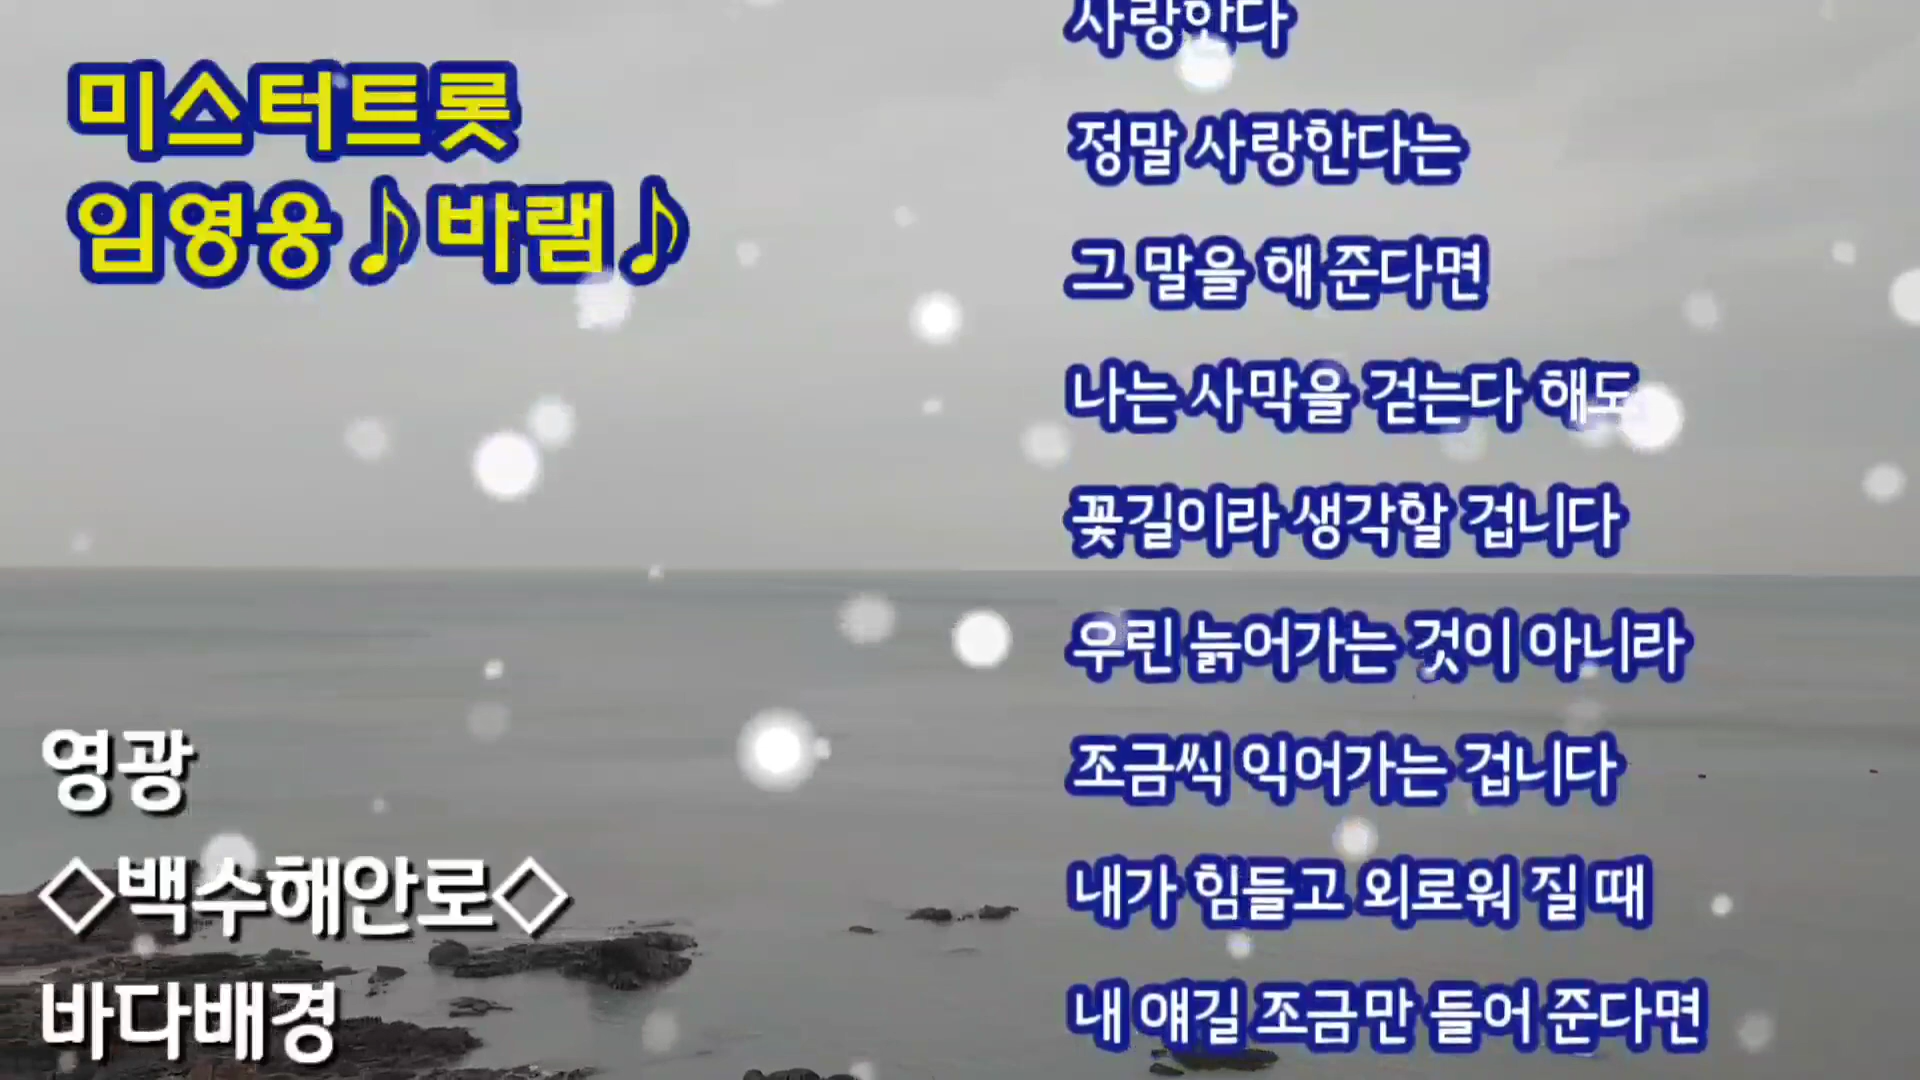 미스터트롯
임영웅♪바램♪
영광
◇백수해안로◇
바다배경
사랑한다
정말 사랑한다는
그 말을 해 준다면
나는 사막을 걷는다 해도
꽃길이라 생각할 겁니다
우린 늙어가는 것이 아니라
조금씩 익어가는 겁니다
내가 힘들고 외로워 질 때
내 얘길 조금만 들어 준다면